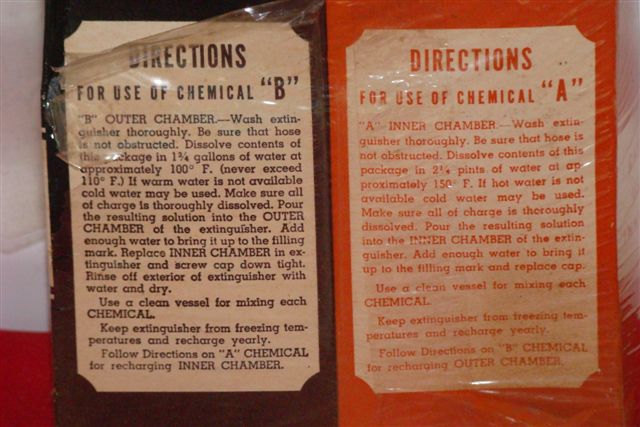 DIRECTIONS
FOR USE OF CHEMICAL "B"
"B" OUTER CHAMBER.—Wash extin-
guisher thoroughly. Be sure that hose
is not obstructed. Dissolve contents of
this package in 1¾ gallons of water at
approximately 100° F. (never exceed
110° F.) If warm water is not available
cold water may be used. Make sure all
of charge is thoroughly dissolved. Pour
the resulting solution into the OUTER
CHAMBER of the extinguisher. Add
enough water to bring it up to the filling
mark. Replace INNER CHAMBER in ex-
tinguisher and screw cap down tight.
Rinse off exterior of extinguisher with
water and dry.
Use a clean vessel for mixing each
CHEMICAL.
Keep extinguisher from freezing tem-
peratures and recharge yearly.
Follow Directions on "A" CHEMICAL
for recharging INNER CHAMBER.
DIRECTIONS
FOR USE OF CHEMICAL "A"
"A" INNER CHAMBER.—Wash extin-
guisher thoroughly. Be sure that hose is
not obstructed. Dissolve contents of this
package in 2¼ pints of water at ap-
proximately 150° F. If hot water is not
available cold water may be used.
Make sure all of charge is thoroughly
dissolved. Pour the resulting solution
into the INNER CHAMBER of the extin-
guisher. Add enough water to bring it
up to the filling mark and replace cap.
Use a clean vessel for mixing each
CHEMICAL.
Keep extinguisher from freezing tem-
peratures and recharge yearly.
Follow Directions on "B" CHEMICAL
for recharging OUTER CHAMBER.